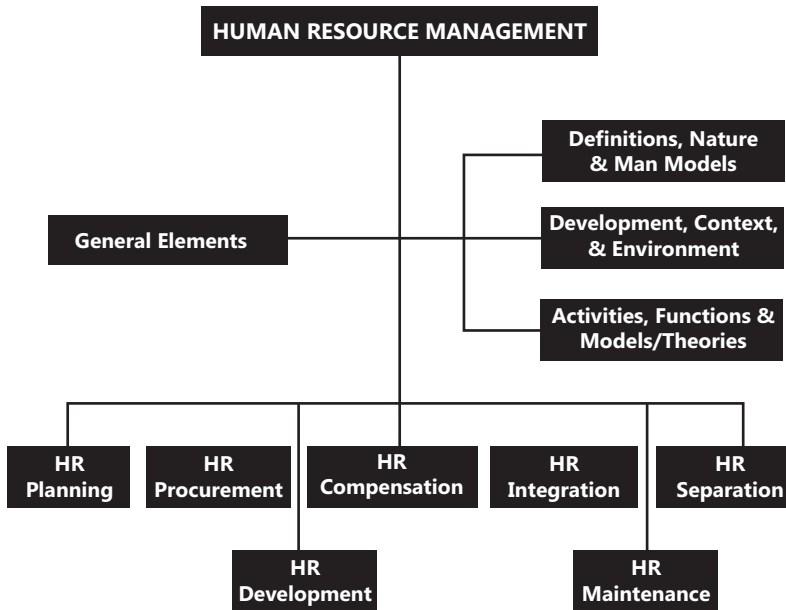 HUMAN RESOURCE MANAGEMENT
Definitions, Nature
& Man Models
General Elements
Development, Context,
& Environment
Activities, Functions &
Models/Theories
HR
Planning
HR
Procurement
HR
Compensation
HR
Integration
HR
Separation
HR
Development
HR
Maintenance